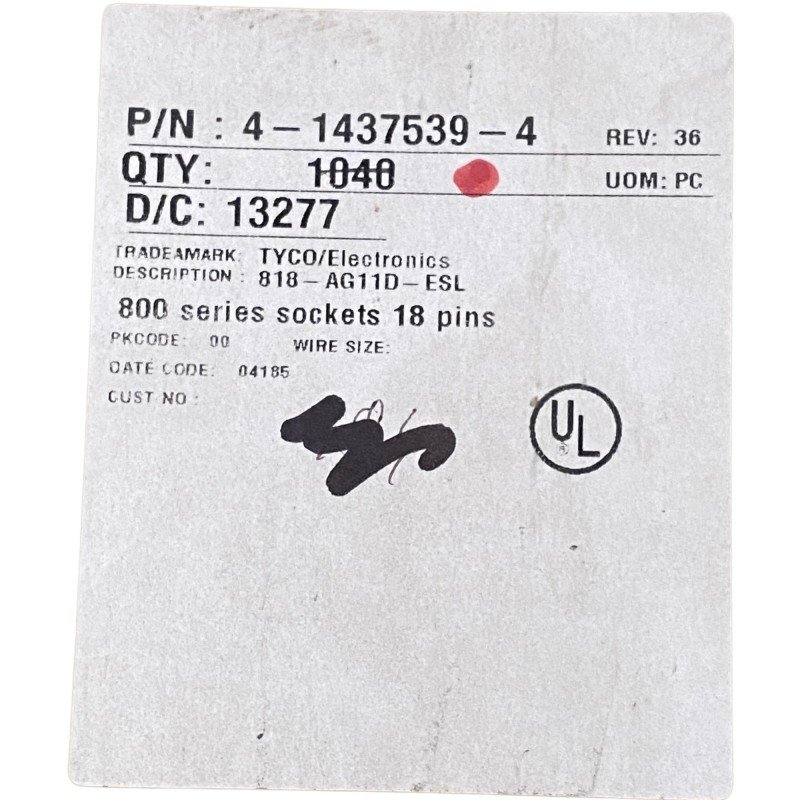 P/N : 4-1437539-4 REV: 36
QTY: 1040 UOM: PC
D/C: 13277
TRADEAMARK: TYCO/Electronics
DESCRIPTION : 818-AG11D-ESL
800 series sockets 18 pins
PKCODE: 00 WIRE SIZE:
DATE CODE: 04185
CUST NO :
UL
®